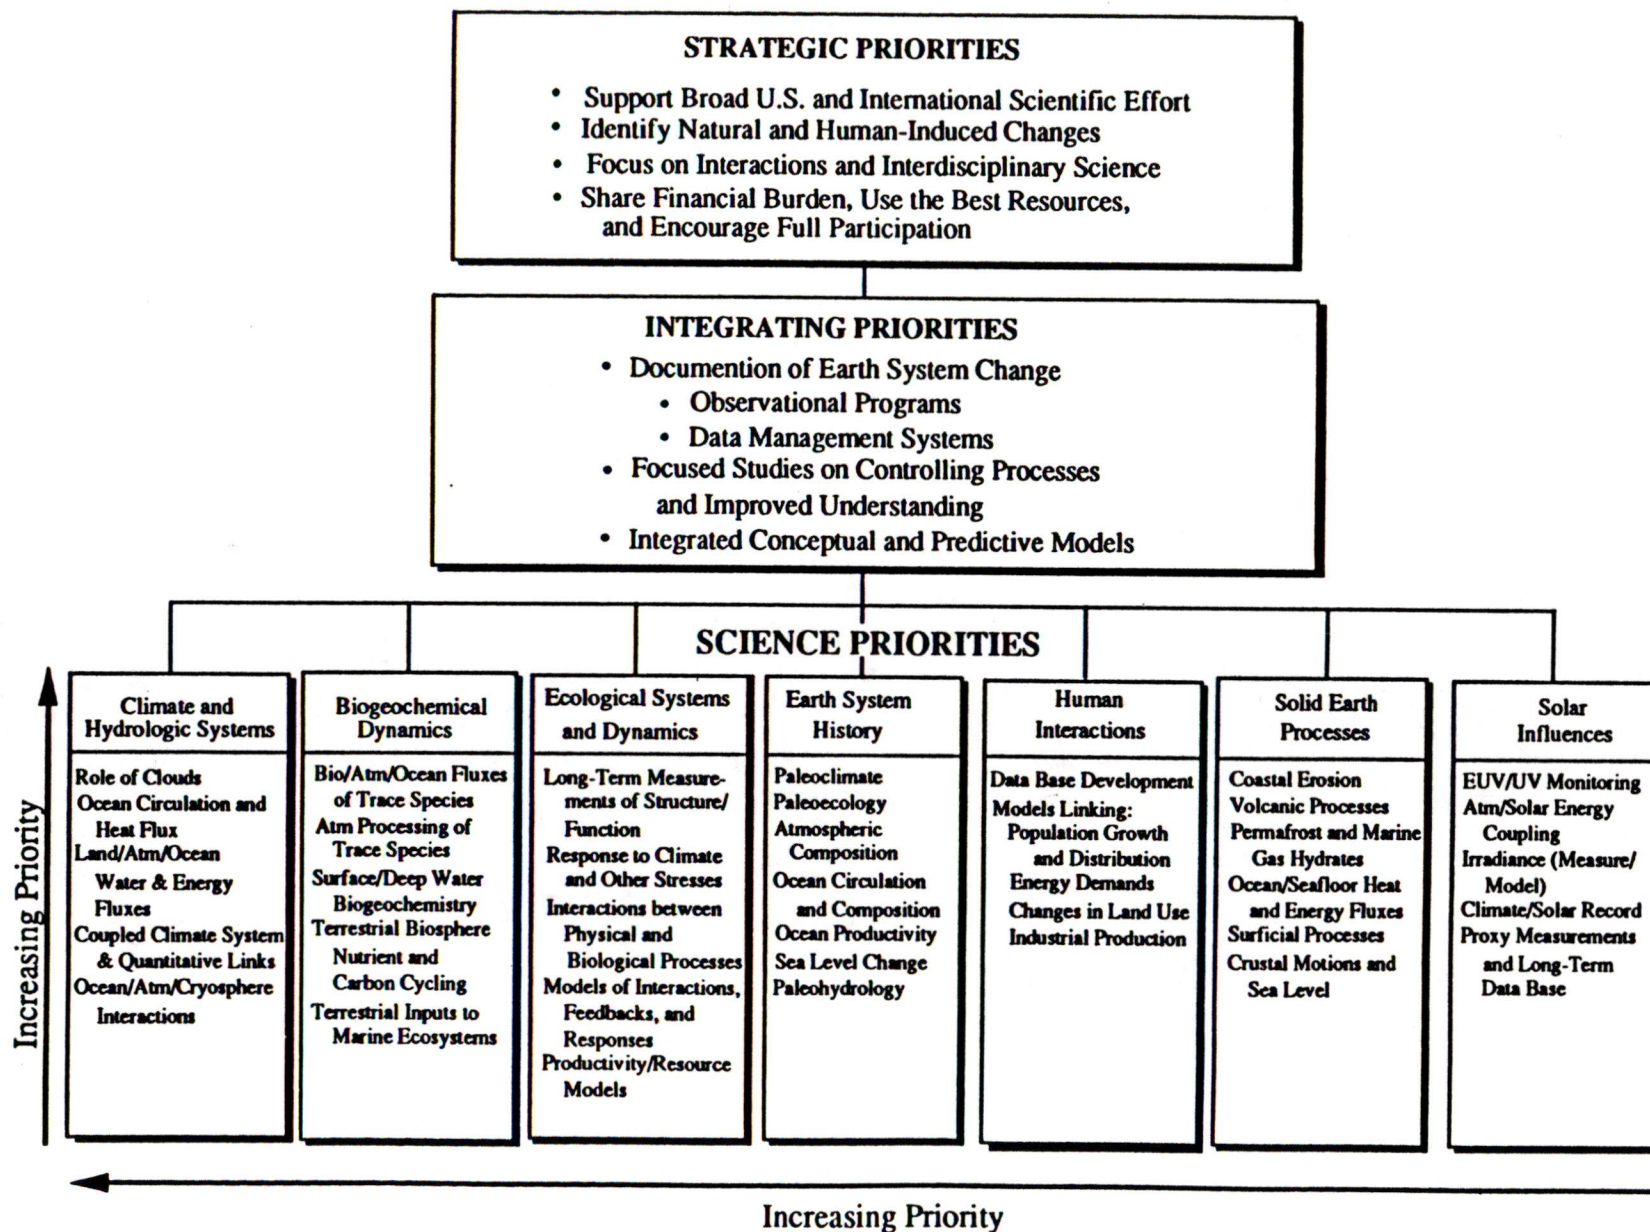 STRATEGIC PRIORITIES
• Support Broad U.S. and International Scientific Effort
• Identify Natural and Human-Induced Changes
• Focus on Interactions and Interdisciplinary Science
• Share Financial Burden, Use the Best Resources,
and Encourage Full Participation
INTEGRATING PRIORITIES
• Documention of Earth System Change
• Observational Programs
• Data Management Systems
• Focused Studies on Controlling Processes
and Improved Understanding
• Integrated Conceptual and Predictive Models
SCIENCE PRIORITIES
Increasing Priority
Climate and
Hydrologic Systems
Role of Clouds
Ocean Circulation and
Heat Flux
Land/Atm/Ocean
Water & Energy
Fluxes
Coupled Climate System
& Quantitative Links
Ocean/Atm/Cryosphere
Interactions
Biogeochemical
Dynamics
Bio/Atm/Ocean Fluxes
of Trace Species
Atm Processing of
Trace Species
Surface/Deep Water
Biogeochemistry
Terrestrial Biosphere
Nutrient and
Carbon Cycling
Terrestrial Inputs to
Marine Ecosystems
Ecological Systems
and Dynamics
Long-Term Measure-
ments of Structure/
Function
Response to Climate
and Other Stresses
Interactions between
Physical and
Biological Processes
Models of Interactions,
Feedbacks, and
Responses
Productivity/Resource
Models
Earth System
History
Paleoclimate
Paleoecology
Atmospheric
Composition
Ocean Circulation
and Composition
Ocean Productivity
Sea Level Change
Paleohydrology
Human
Interactions
Data Base Development
Models Linking:
Population Growth
and Distribution
Energy Demands
Changes in Land Use
Industrial Production
Solid Earth
Processes
Coastal Erosion
Volcanic Processes
Permafrost and Marine
Gas Hydrates
Ocean/Seafloor Heat
and Energy Fluxes
Surficial Processes
Crustal Motions and
Sea Level
Solar
Influences
EUV/UV Monitoring
Atm/Solar Energy
Coupling
Irradiance (Measure/
Model)
Climate/Solar Record
Proxy Measurements
and Long-Term
Data Base
Increasing Priority